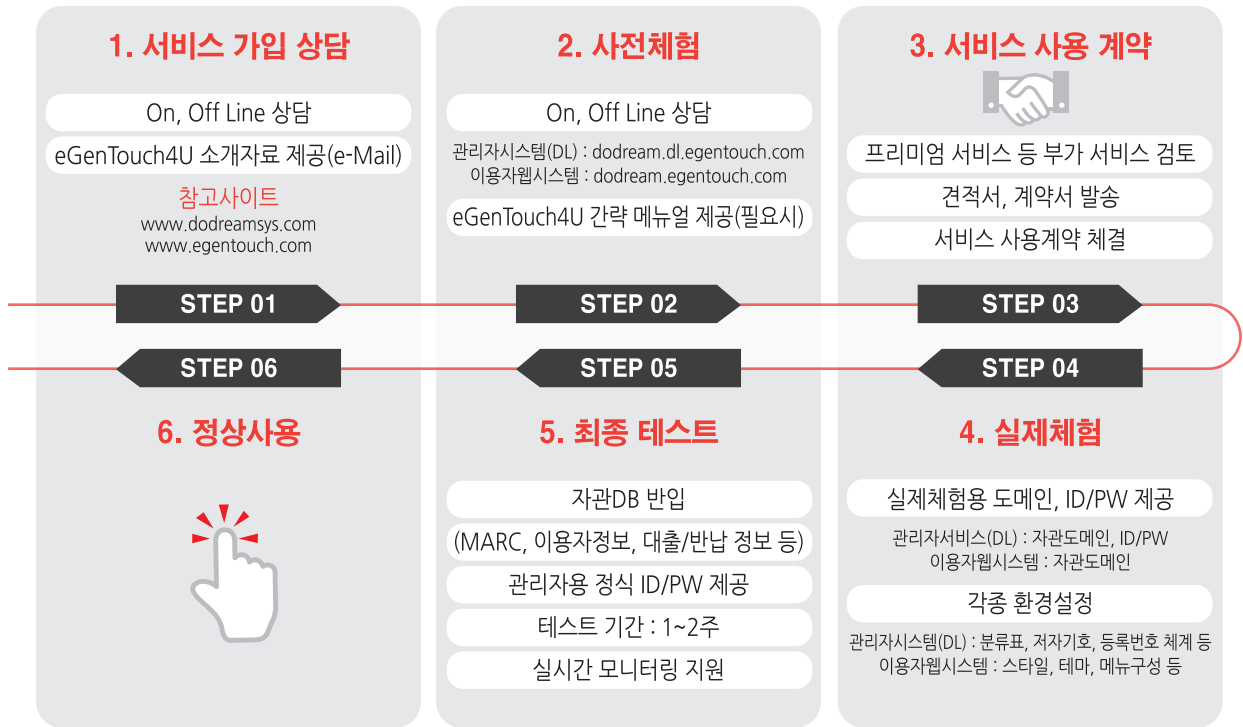 1. 서비스 가입 상담
On, Off Line 상담
eGenTouch4U 소개자료 제공(e-Mail)
참고사이트
www.dodreamsys.com
www.egentouch.com
STEP 01
2. 사전체험
On, Off Line 상담
관리자시스템(DL) : dodream.dl.egentouch.com
이용자웹시스템 : dodream.egentouch.com
eGenTouch4U 간략 메뉴얼 제공(필요시)
STEP 02
3. 서비스 사용 계약
프리미엄 서비스 등 부가 서비스 검토
견적서, 계약서 발송
서비스 사용계약 체결
STEP 03
STEP 04
4. 실제체험
실제체험용 도메인, ID/PW 제공
관리자서비스(DL) : 자관도메인, ID/PW
이용자웹시스템 : 자관도메인
각종 환경설정
관리자시스템(DL) : 분류표, 저자기호, 등록번호 체계 등
이용자웹시스템 : 스타일, 테마, 메뉴구성 등
STEP 05
5. 최종 테스트
자관DB 반입
(MARC, 이용자정보, 대출/반납 정보 등)
관리자용 정식 ID/PW 제공
테스트 기간 : 1~2주
실시간 모니터링 지원
STEP 06
6. 정상사용